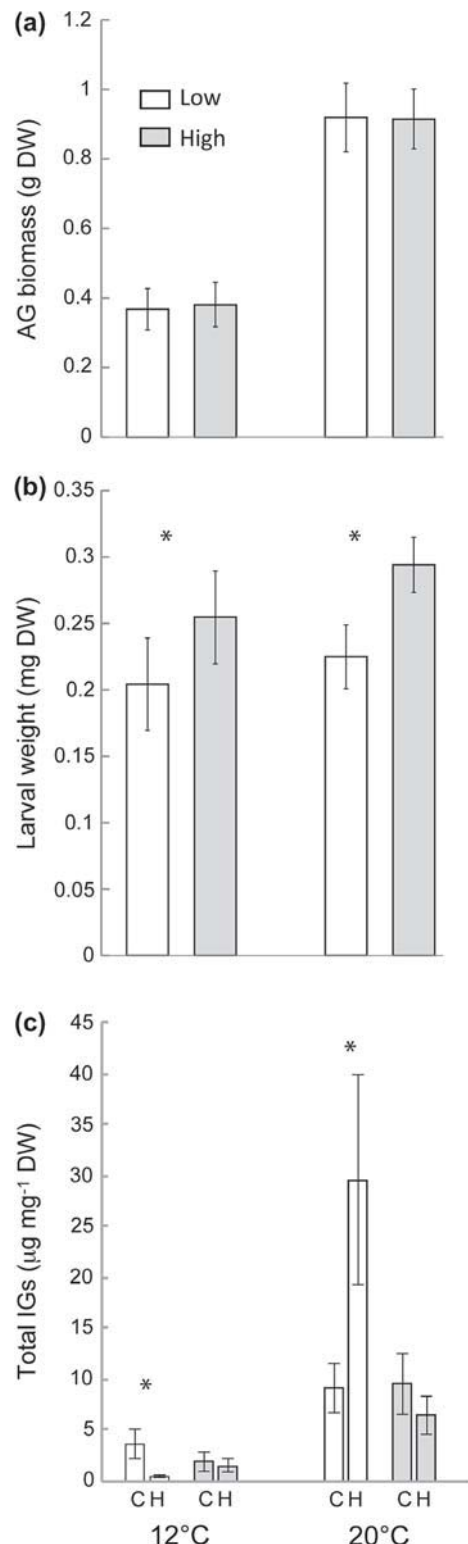 (a)
1.2
1
0.8
0.6
0.4
0.2
0
AG biomass (g DW)
Low
High
(b)
0.35
0.3
0.25
0.2
0.15
0.1
0.05
0
Larval weight (mg DW)
* *
(c)
45
40
35
30
25
20
15
10
5
0
Total IGs (µg mg⁻¹ DW)
*
*
C H C H C H C H
12°C 20°C